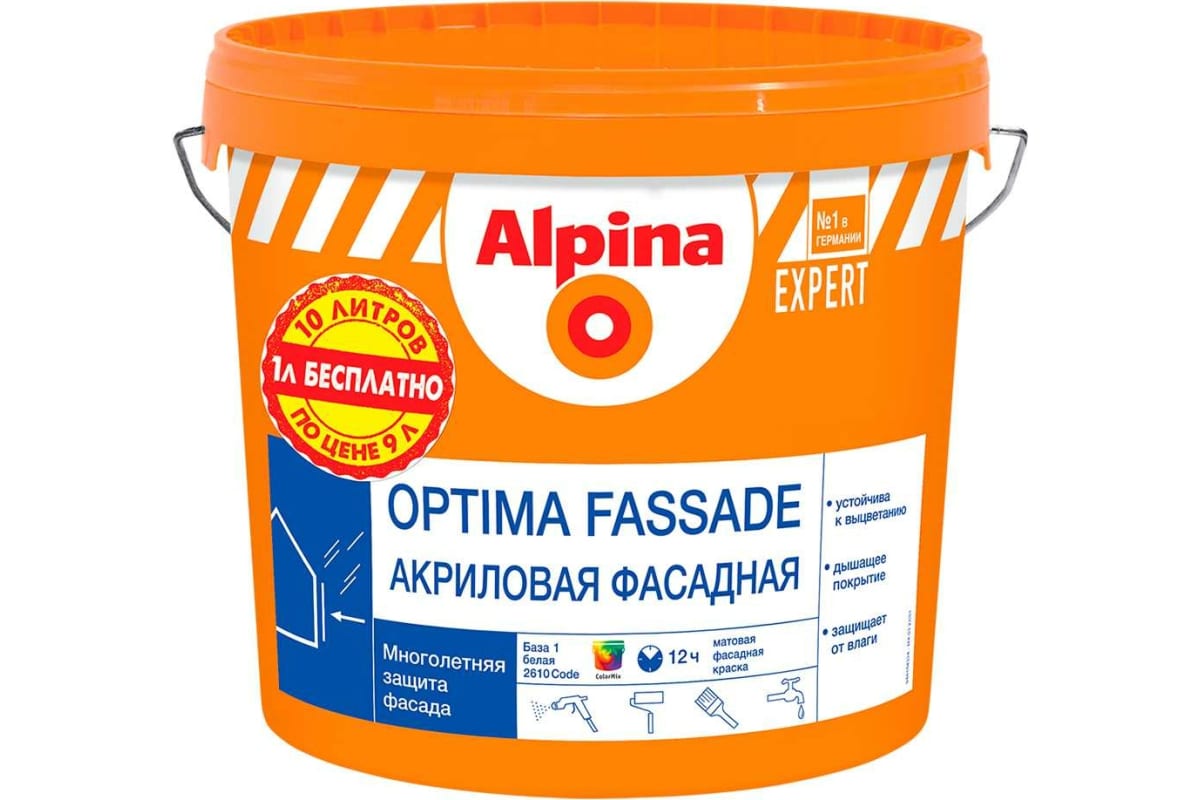 Alpina
№1 в
ГЕРМАНИИ
EXPERT
10 ЛИТРОВ
1л БЕСПЛАТНО
ПО ЦЕНЕ 9 Л
OPTIMA FASSADE
АКРИЛОВАЯ ФАСАДНАЯ
• устойчива
к выцветанию
• дышащее
покрытие
• защищает
от влаги
Многолетняя
защита
фасада
База 1
белая
2610 Code
ColorMix
12 ч
матовая
фасадная
краска